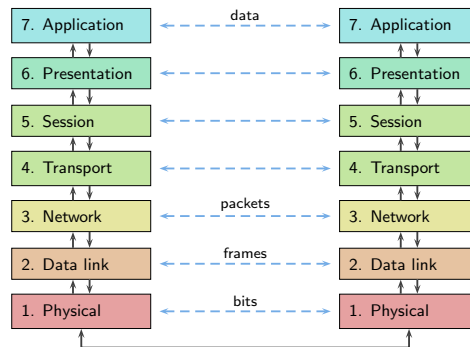 7. Application
data
7. Application
6. Presentation
6. Presentation
5. Session
5. Session
4. Transport
4. Transport
3. Network
packets
3. Network
2. Data link
frames
2. Data link
1. Physical
bits
1. Physical